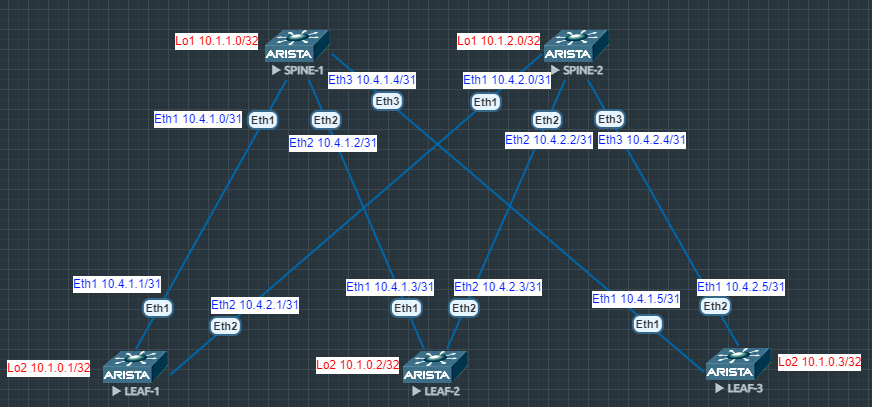 Lo1 10.1.1.0/32
ARISTA
SPINE-1
Lo1 10.1.2.0/32
ARISTA
SPINE-2
Eth3 10.4.1.4/31
Eth1 10.4.2.0/31
Eth3
Eth1
Eth1 10.4.1.0/31
Eth1
Eth2
Eth2
Eth3
Eth2 10.4.1.2/31
Eth2 10.4.2.2/31
Eth3 10.4.2.4/31
Eth1 10.4.1.1/31
Eth2 10.4.2.1/31
Eth1 10.4.1.3/31
Eth2 10.4.2.3/31
Eth1 10.4.1.5/31
Eth1 10.4.2.5/31
Eth1
Eth2
Eth1
Eth2
Eth1
Eth2
Lo2 10.1.0.1/32
ARISTA
LEAF-1
Lo2 10.1.0.2/32
ARISTA
LEAF-2
ARISTA
LEAF-3
Lo2 10.1.0.3/32